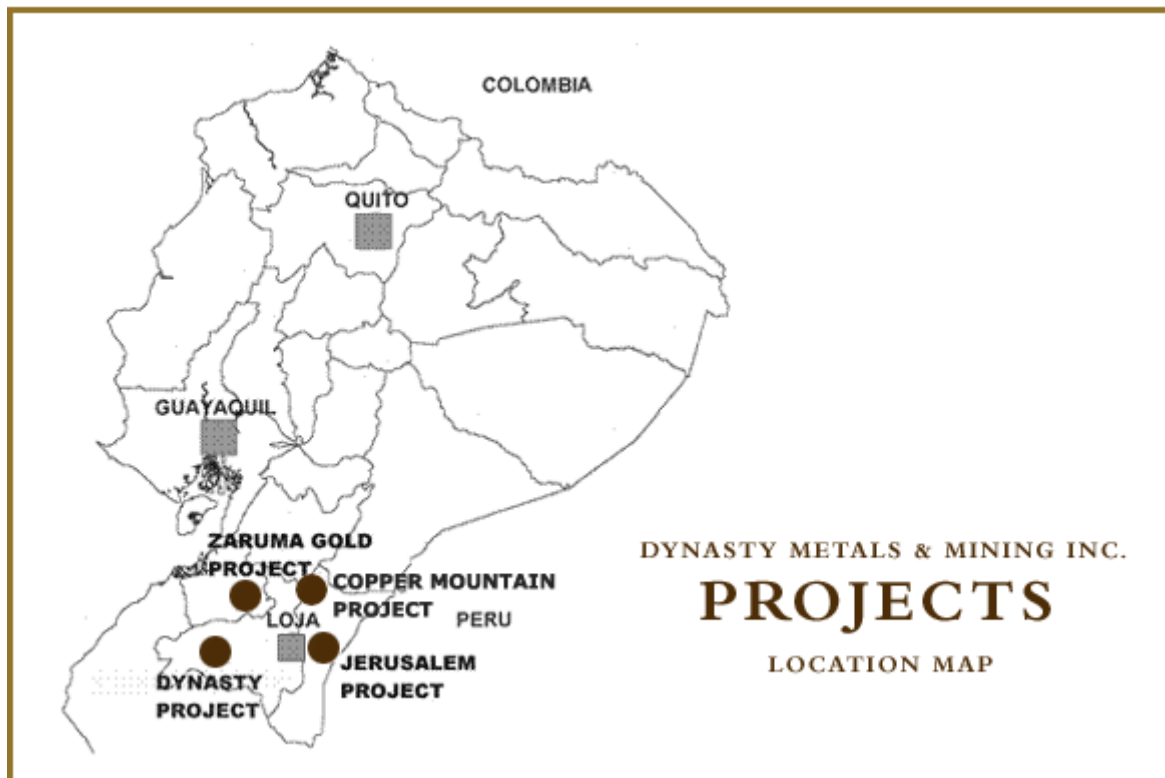 COLOMBIA
QUITO
GUAYAQUIL
ZARUMA GOLD
PROJECT
COPPER MOUNTAIN
PROJECT
LOJA
PERU
JERUSALEM
PROJECT
DYNASTY
PROJECT
DYNASTY METALS & MINING INC.
PROJECTS
LOCATION MAP